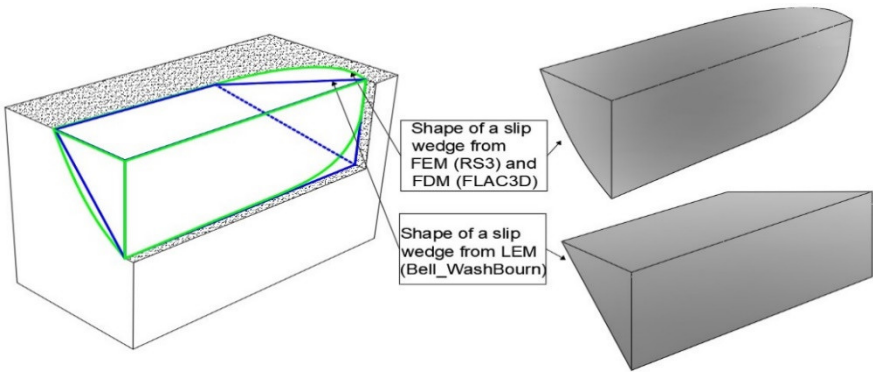 Shape of a slip
wedge from
FEM (RS3) and
FDM (FLAC3D)
Shape of a slip
wedge from LEM
(Bell_WashBourn)